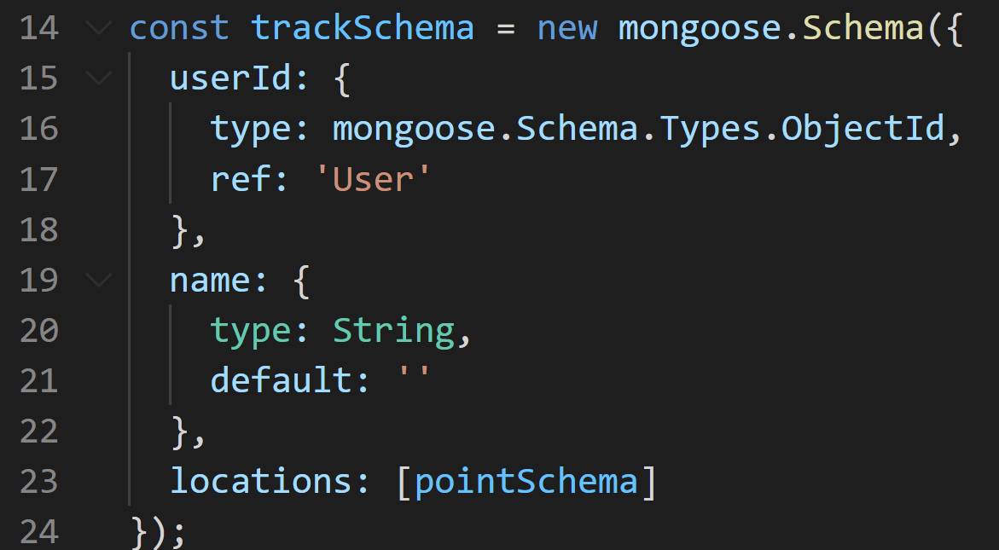 14 const trackSchema = new mongoose.Schema({
15   userId: {
16     type: mongoose.Schema.Types.ObjectId,
17     ref: 'User'
18   },
19   name: {
20     type: String,
21     default: ''
22   },
23   locations: [pointSchema]
24 });